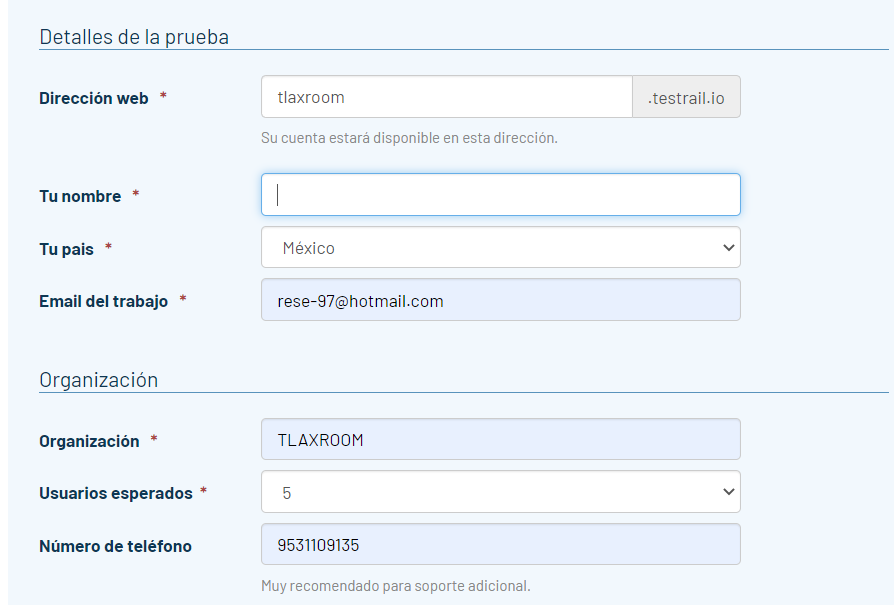 Detalles de la prueba
Dirección web * tlaxroom .testrail.io
Su cuenta estará disponible en esta dirección.
Tu nombre *
Tu pais * México
Email del trabajo * rese-97@hotmail.com
Organización
Organización * TLAXROOM
Usuarios esperados * 5
Número de teléfono 9531109135
Muy recomendado para soporte adicional.